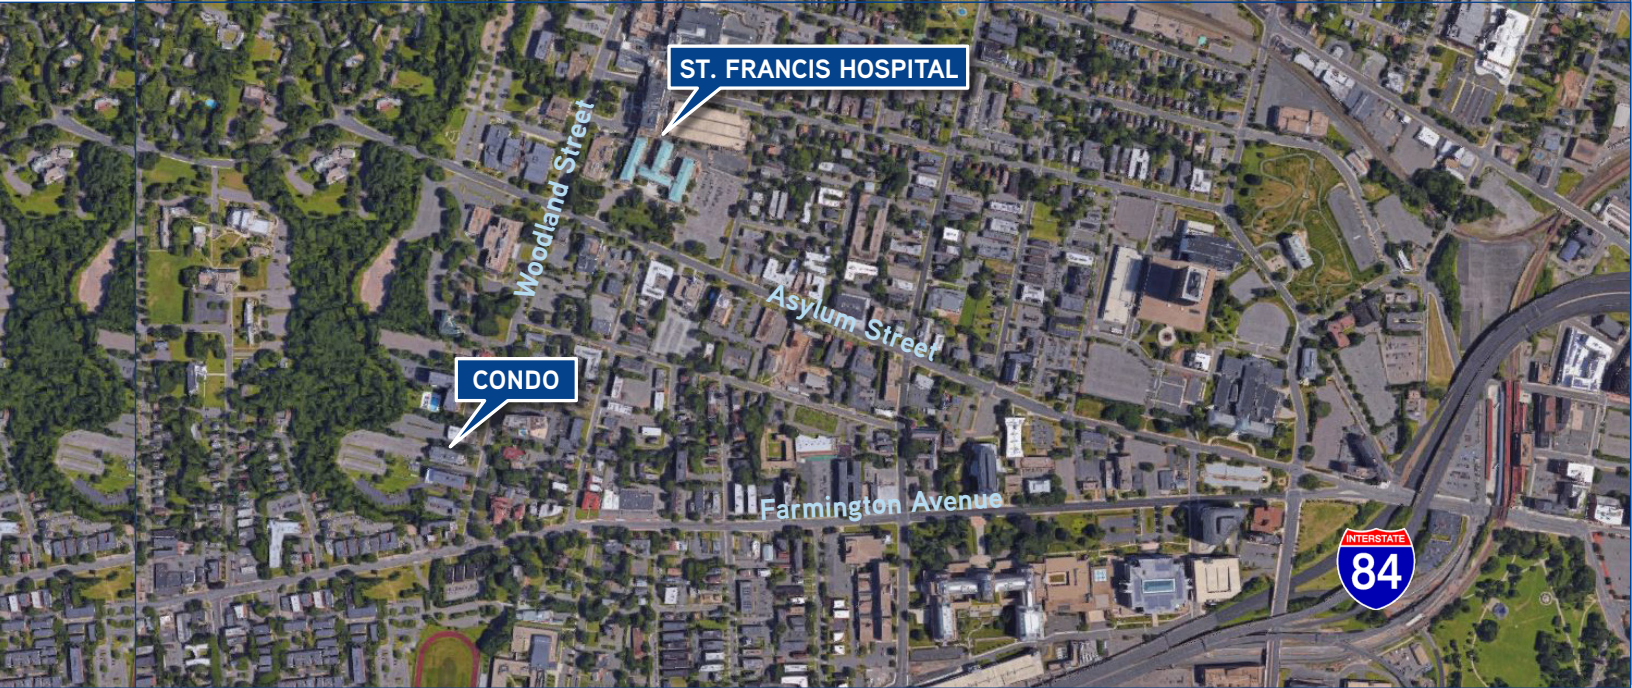 ST. FRANCIS HOSPITAL
Woodland Street
Asylum Street
CONDO
Farmington Avenue
INTERSTATE
84